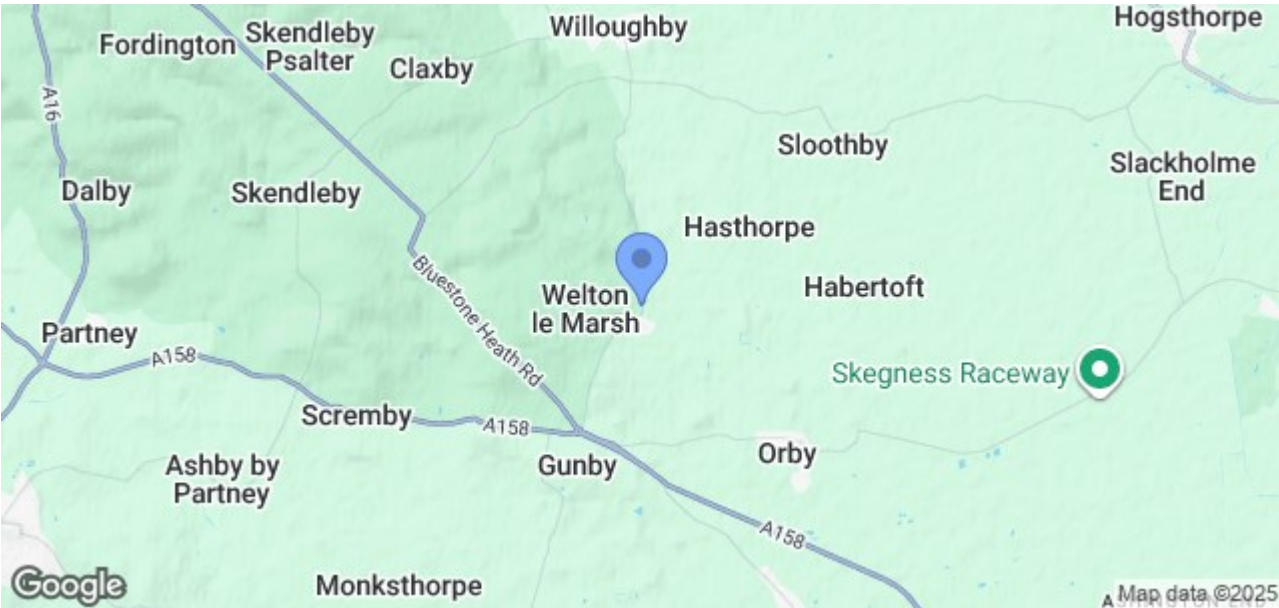 Hogsthorpe
Willoughby
Skendleby
Psalter
Fordington
Claxby
A16
Sloothby
Slackholme
End
Dalby
Skendleby
Hasthorpe
Bluestone Heath Rd
Welton
le Marsh
Habertoft
Partney
A158
Skegness Raceway
Scremby
A158
Orby
Ashby by
Partney
Gunby
A158
Monksthorpe
Google
Map data ©2025